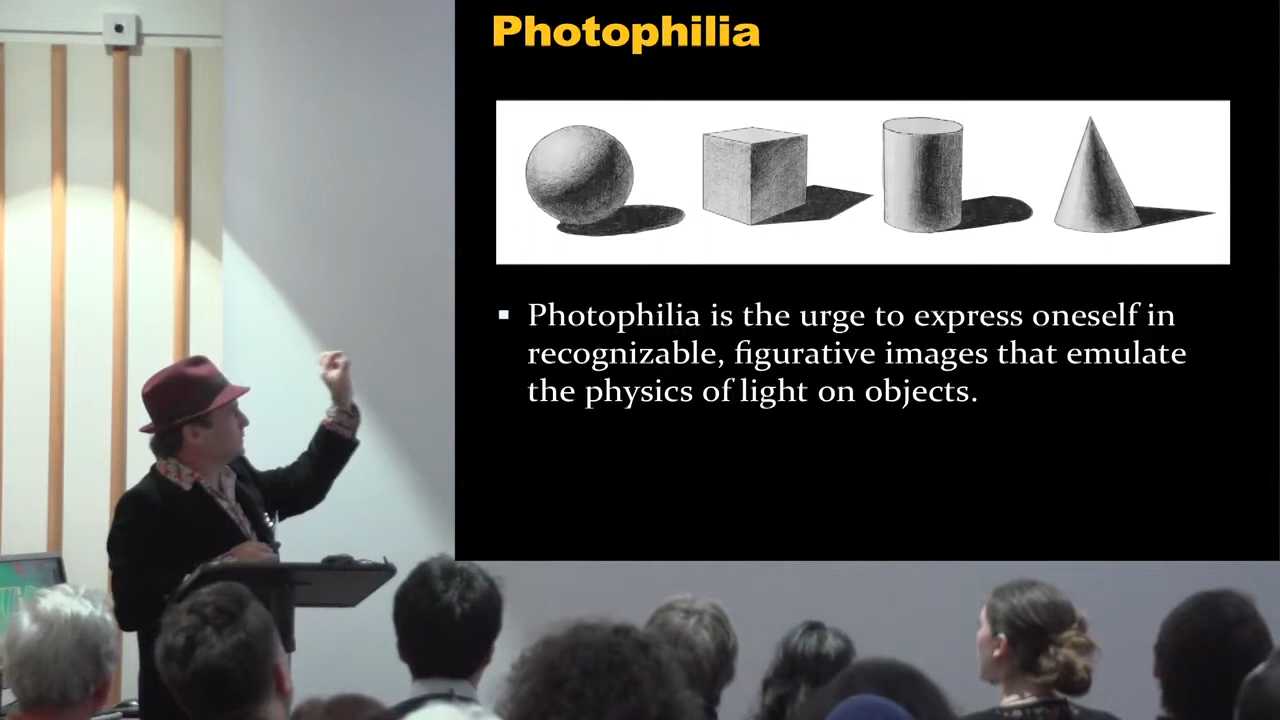 Photophilia
▪ Photophilia is the urge to express oneself in
recognizable, figurative images that emulate
the physics of light on objects.